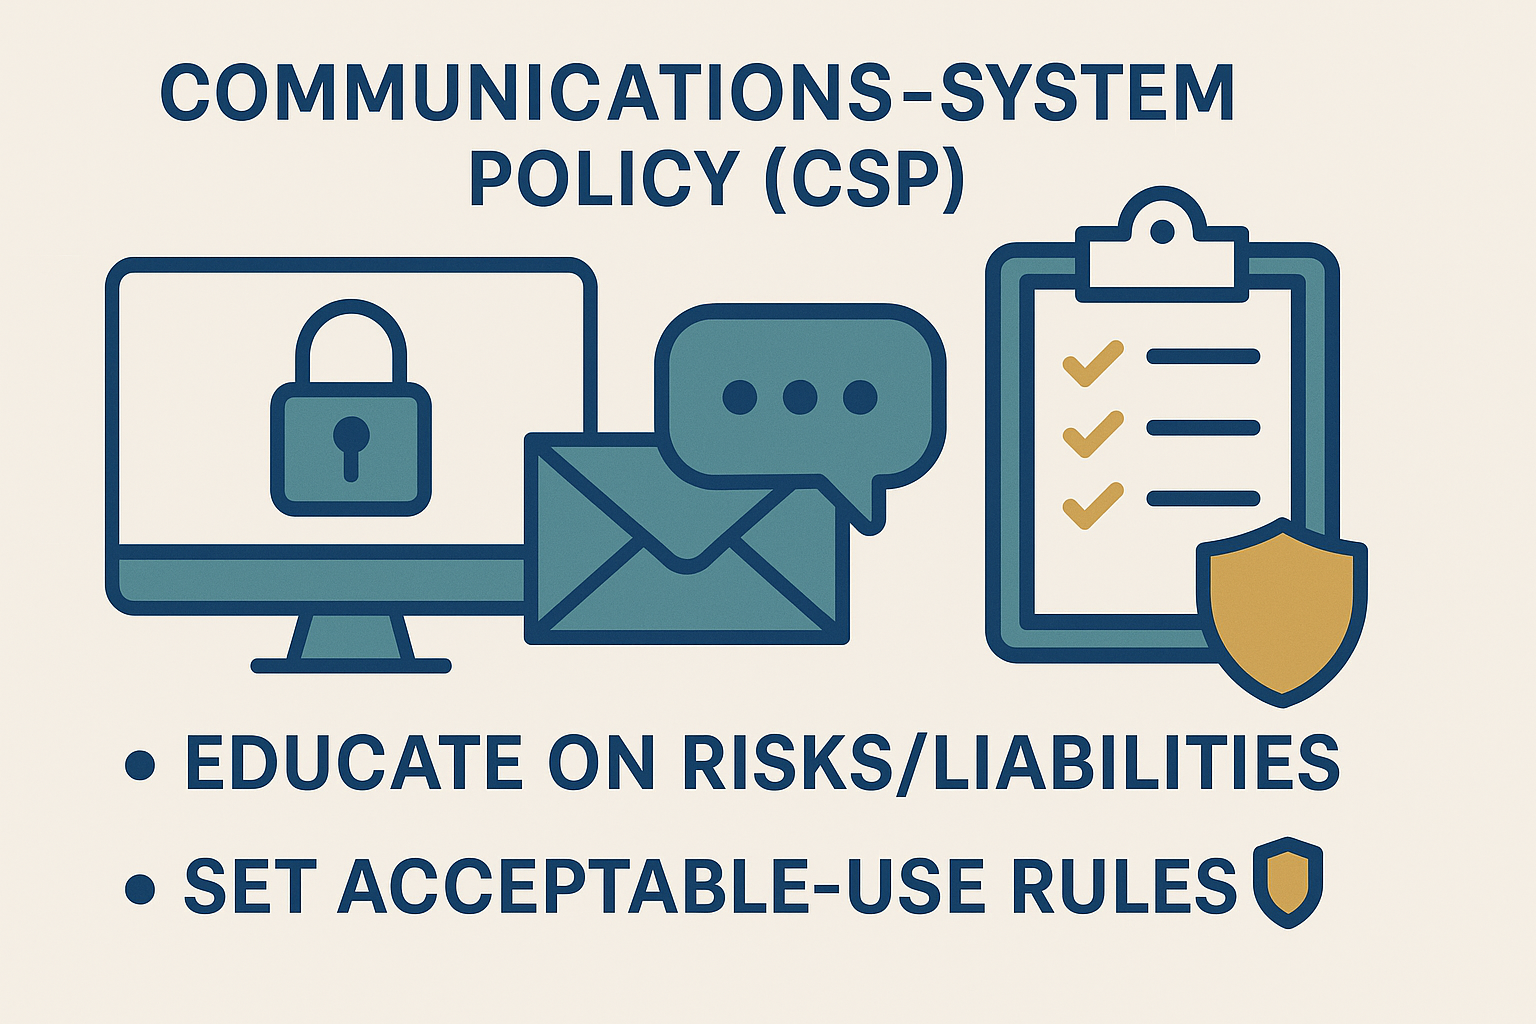 COMMUNICATIONS-SYSTEM
POLICY (CSP)
• EDUCATE ON RISKS/LIABILITIES
• SET ACCEPTABLE-USE RULES